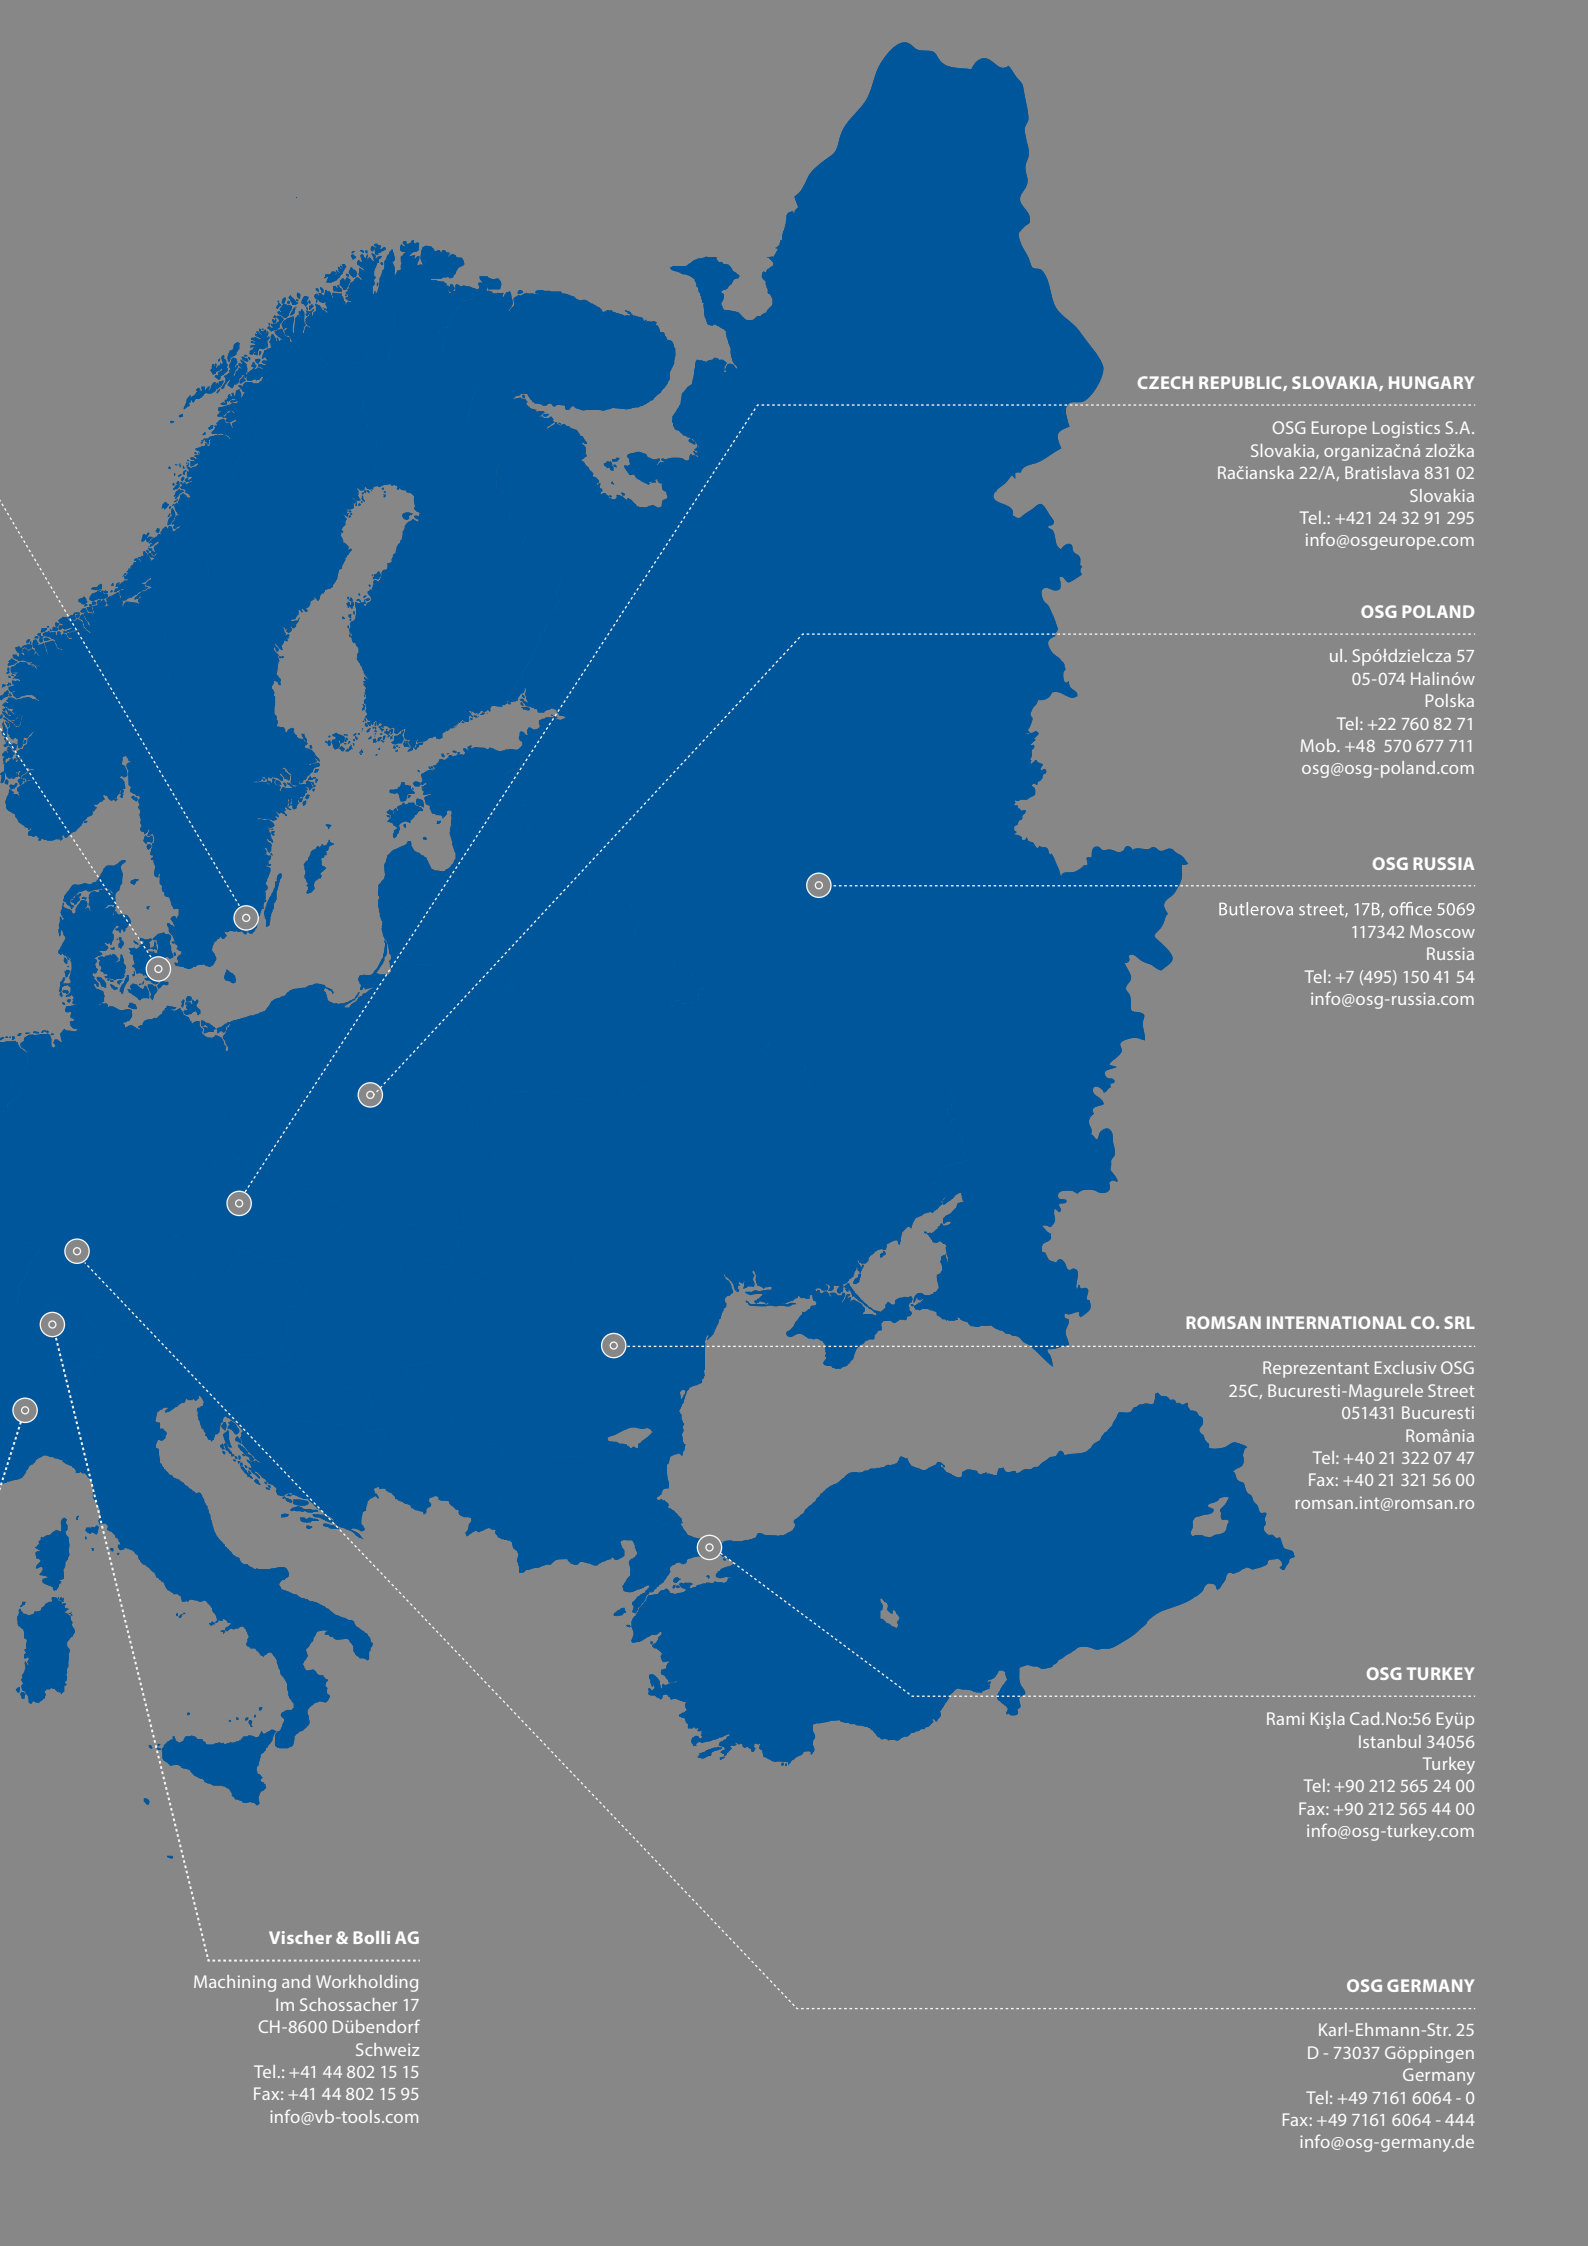 CZECH REPUBLIC, SLOVAKIA, HUNGARY
OSG Europe Logistics S.A.
Slovakia, organizačná zložka
Račianska 22/A, Bratislava 831 02
Slovakia
Tel.: +421 24 32 91 295
info@osgeurope.com
OSG POLAND
ul. Spółdzielcza 57
05-074 Halinów
Polska
Tel: +22 760 82 71
Mob. +48 570 677 711
osg@osg-poland.com
OSG RUSSIA
Butlerova street, 17B, office 5069
117342 Moscow
Russia
Tel: +7 (495) 150 41 54
info@osg-russia.com
ROMSAN INTERNATIONAL CO. SRL
Reprezentant Exclusiv OSG
25C, Bucuresti-Magurele Street
051431 Bucuresti
România
Tel: +40 21 322 07 47
Fax: +40 21 321 56 00
romsan.int@romsan.ro
OSG TURKEY
Rami Kişla Cad.No:56 Eyüp
Istanbul 34056
Turkey
Tel: +90 212 565 24 00
Fax: +90 212 565 44 00
info@osg-turkey.com
Vischer & Bolli AG
Machining and Workholding
Im Schossacher 17
CH-8600 Dübendorf
Schweiz
Tel.: +41 44 802 15 15
Fax: +41 44 802 15 95
info@vb-tools.com
OSG GERMANY
Karl-Ehmann-Str. 25
D - 73037 Göppingen
Germany
Tel: +49 7161 6064 - 0
Fax: +49 7161 6064 - 444
info@osg-germany.de